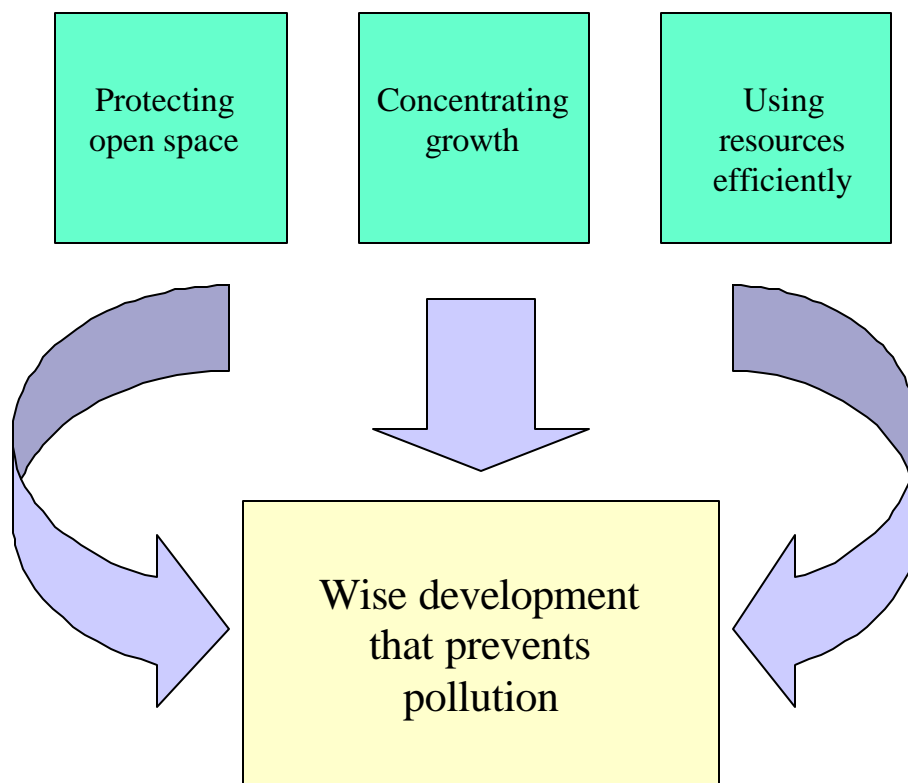 Protecting
open space
Concentrating
growth
Using
resources
efficiently
Wise development
that prevents
pollution